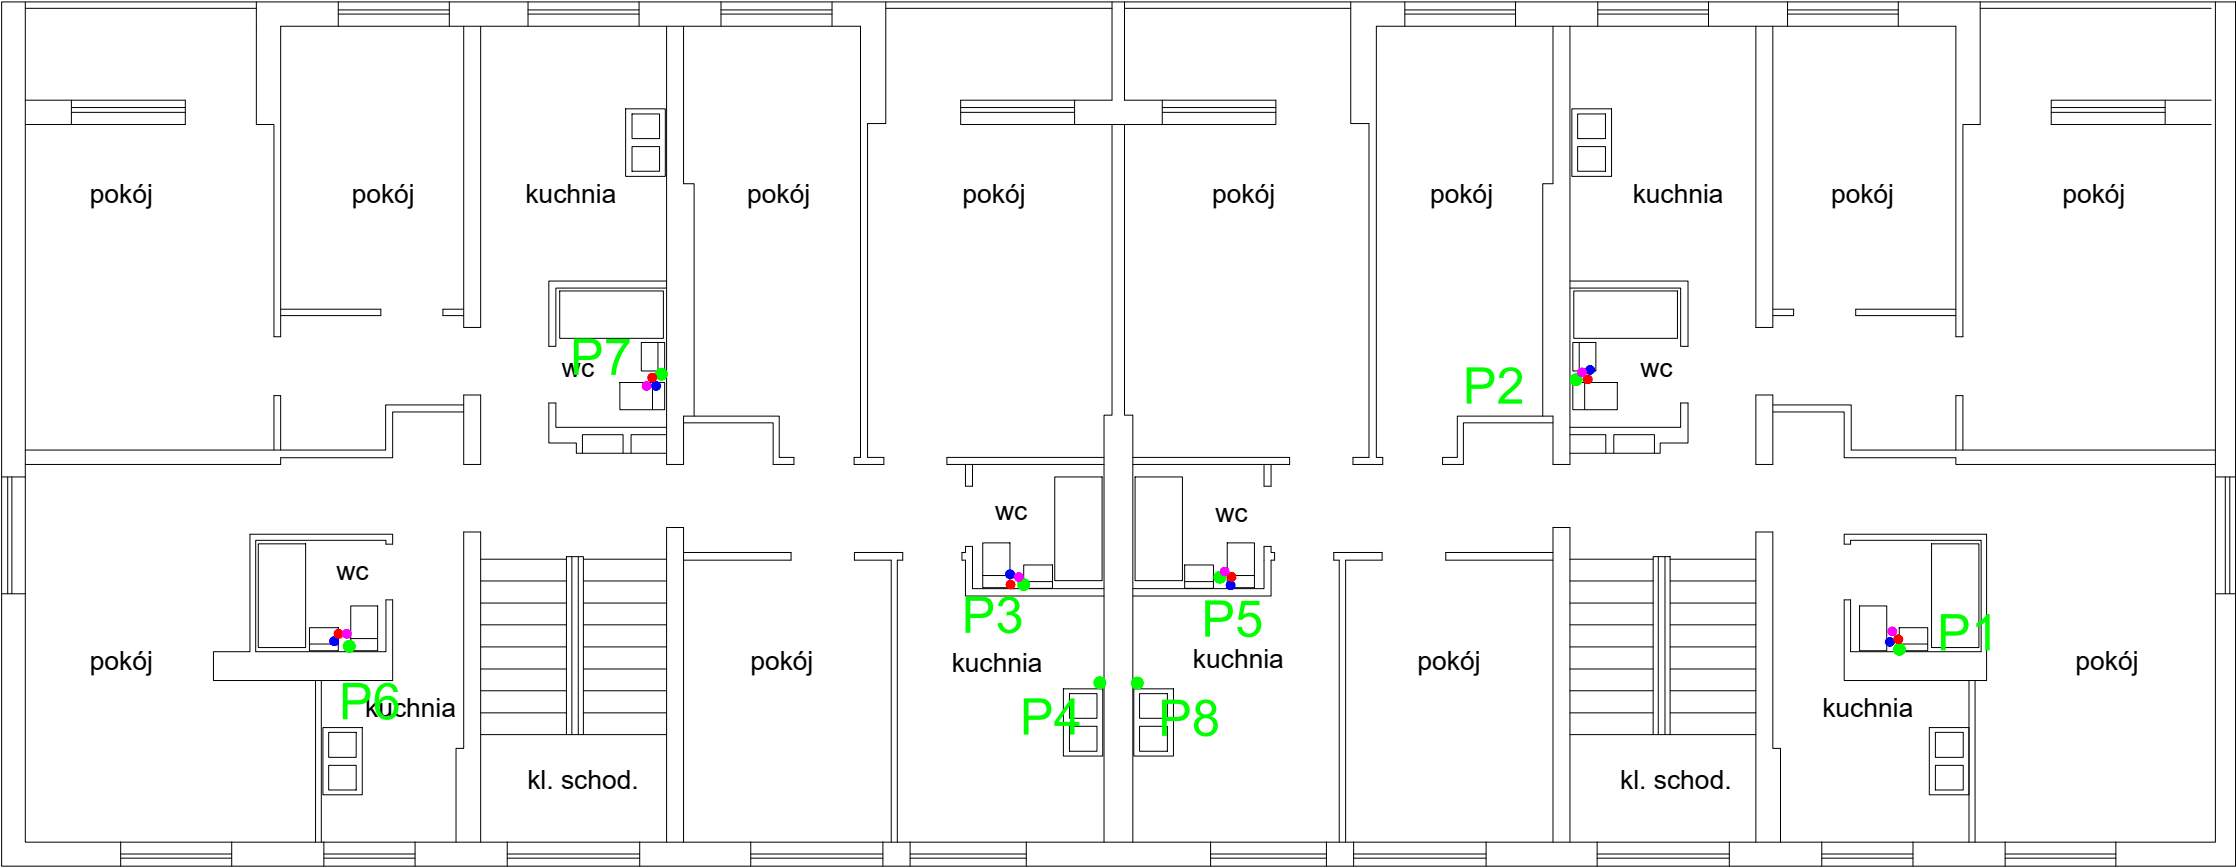 pokój
pokój
kuchnia
pokój
pokój
pokój
pokój
kuchnia
pokój
pokój
P7
wc
P2
wc
wc
wc
wc
P3
P5
P1
pokój
pokój
kuchnia
kuchnia
pokój
pokój
P6
kuchnia
P4
P8
kuchnia
kl. schod.
kl. schod.